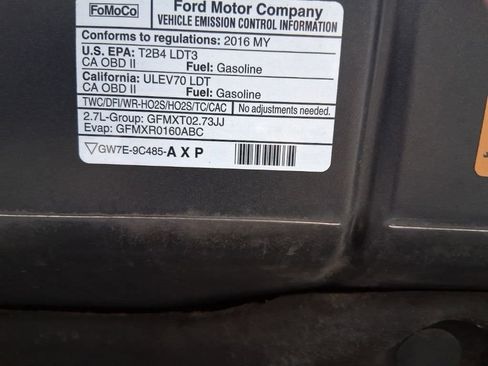 FoMoCo
Ford Motor Company
VEHICLE EMISSION CONTROL INFORMATION
Conforms to regulations: 2016 MY
U.S. EPA: T2B4 LDT3
CA OBD II Fuel: Gasoline
California: ULEV70 LDT
CA OBD II Fuel: Gasoline
TWC/DFI/WR-HO2S/HO2S/TC/CAC No adjustments needed.
2.7L-Group: GFMXT02.73JJ
Evap: GFMXR0160ABC
▽GW7E-9C485-A X P